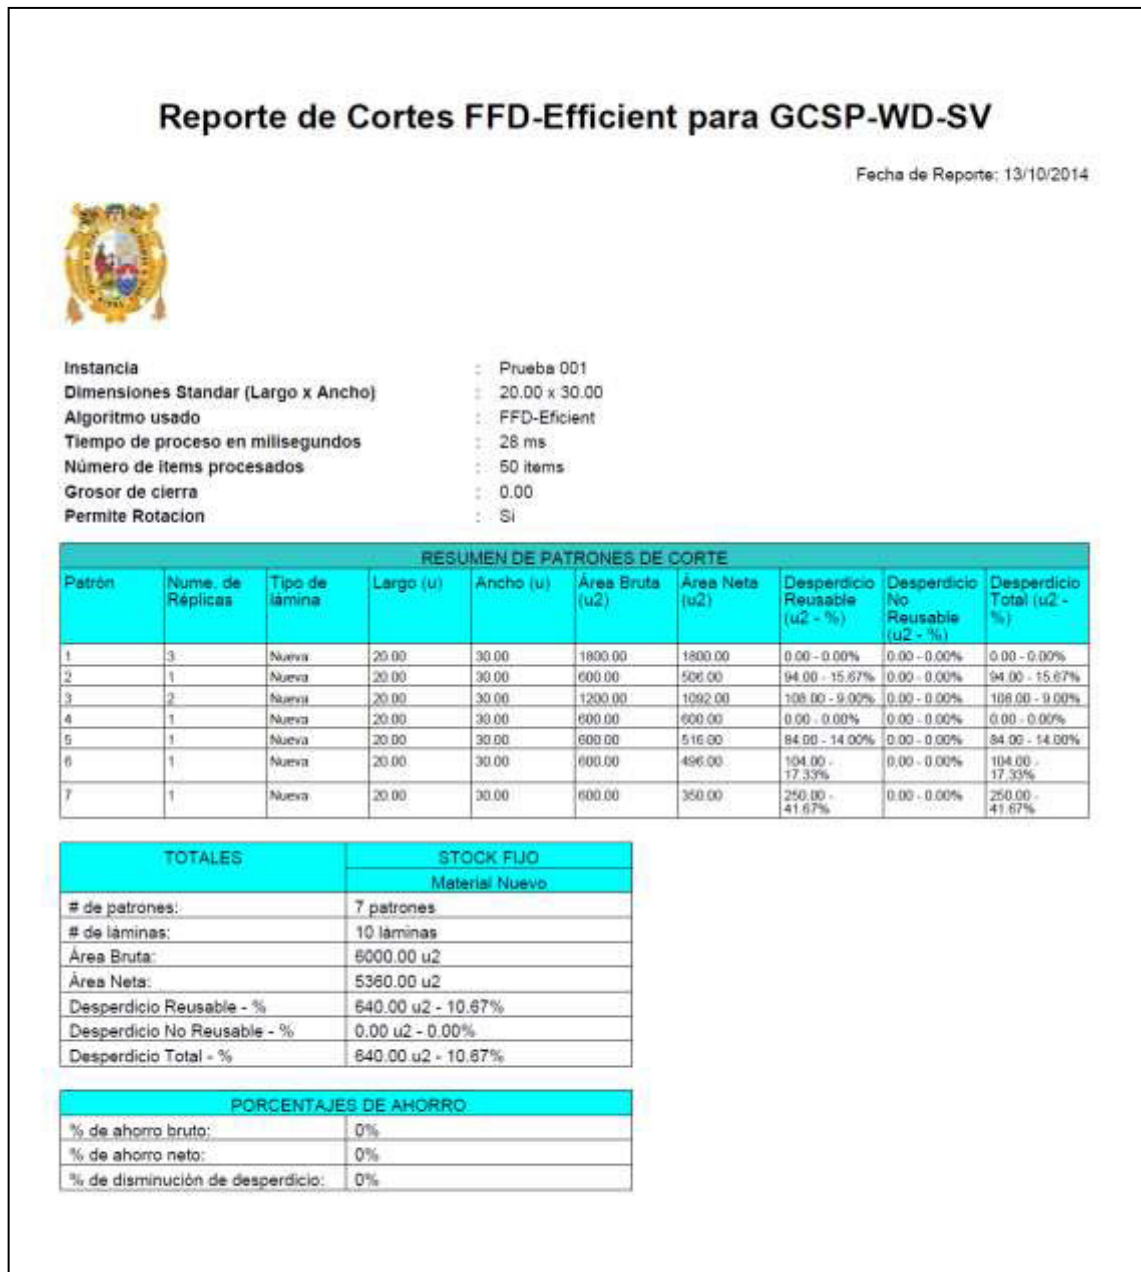 Reporte de Cortes FFD-Efficient para GCSP-WD-SV
Fecha de Reporte: 13/10/2014
Instancia : Prueba 001
Dimensiones Standar (Largo x Ancho) : 20.00 x 30.00
Algoritmo usado : FFD-Eficient
Tiempo de proceso en milisegundos : 28 ms
Número de items procesados : 50 items
Grosor de cierra : 0.00
Permite Rotacion : Si
RESUMEN DE PATRONES DE CORTE
Patrón Nume. de Réplicas Tipo de lámina Largo (u) Ancho (u) Área Bruta (u2) Área Neta (u2) Desperdicio Reusable (u2 - %) Desperdicio No Reusable (u2 - %) Desperdicio Total (u2 - %)
1 3 Nueva 20.00 30.00 1800.00 1800.00 0.00 - 0.00% 0.00 - 0.00% 0.00 - 0.00%
2 1 Nueva 20.00 30.00 600.00 506.00 94.00 - 15.67% 0.00 - 0.00% 94.00 - 15.67%
3 2 Nueva 20.00 30.00 1200.00 1092.00 108.00 - 9.00% 0.00 - 0.00% 108.00 - 9.00%
4 1 Nueva 20.00 30.00 600.00 600.00 0.00 - 0.00% 0.00 - 0.00% 0.00 - 0.00%
5 1 Nueva 20.00 30.00 600.00 516.00 84.00 - 14.00% 0.00 - 0.00% 84.00 - 14.00%
6 1 Nueva 20.00 30.00 600.00 496.00 104.00 - 17.33% 0.00 - 0.00% 104.00 - 17.33%
7 1 Nueva 20.00 30.00 600.00 350.00 250.00 - 41.67% 0.00 - 0.00% 250.00 - 41.67%
TOTALES STOCK FIJO
Material Nuevo
# de patrones: 7 patrones
# de láminas: 10 láminas
Área Bruta: 6000.00 u2
Área Neta: 5360.00 u2
Desperdicio Reusable - % 640.00 u2 - 10.67%
Desperdicio No Reusable - % 0.00 u2 - 0.00%
Desperdicio Total - % 640.00 u2 - 10.67%
PORCENTAJES DE AHORRO
% de ahorro bruto: 0%
% de ahorro neto: 0%
% de disminución de desperdicio: 0%